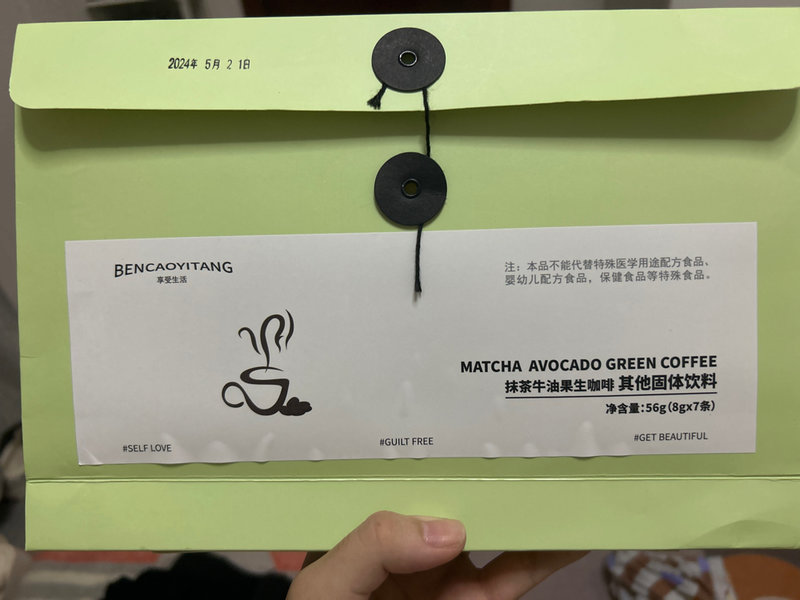 2024年 5月 2 1日
BENCAOYITANG
享受生活
注：本品不能代替特殊医学用途配方食品、
婴幼儿配方食品，保健食品等特殊食品。
MATCHA AVOCADO GREEN COFFEE
抹茶牛油果生咖啡 其他固体饮料
净含量:56g(8gx7条)
#SELF LOVE
#GUILT FREE
#GET BEAUTIFUL